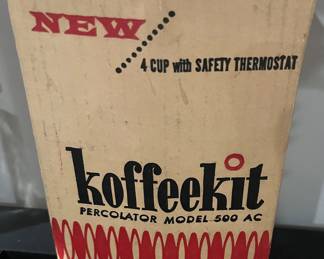 NEW
4 CUP with SAFETY THERMOSTAT
koffeekit
PERCOLATOR MODEL 500 AC